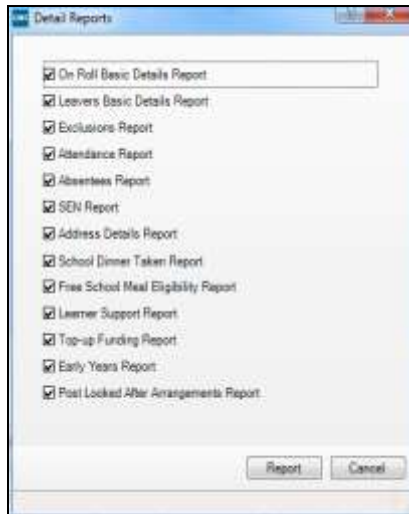 Detail Reports
On Roll Basic Details Report
Leavers Basic Details Report
Exclusions Report
Attendance Report
Absentees Report
SEN Report
Address Details Report
School Dinner Taken Report
Free School Meal Eligibility Report
Learner Support Report
Top-up Funding Report
Early Years Report
Post Looked After Arrangements Report
Report Cancel